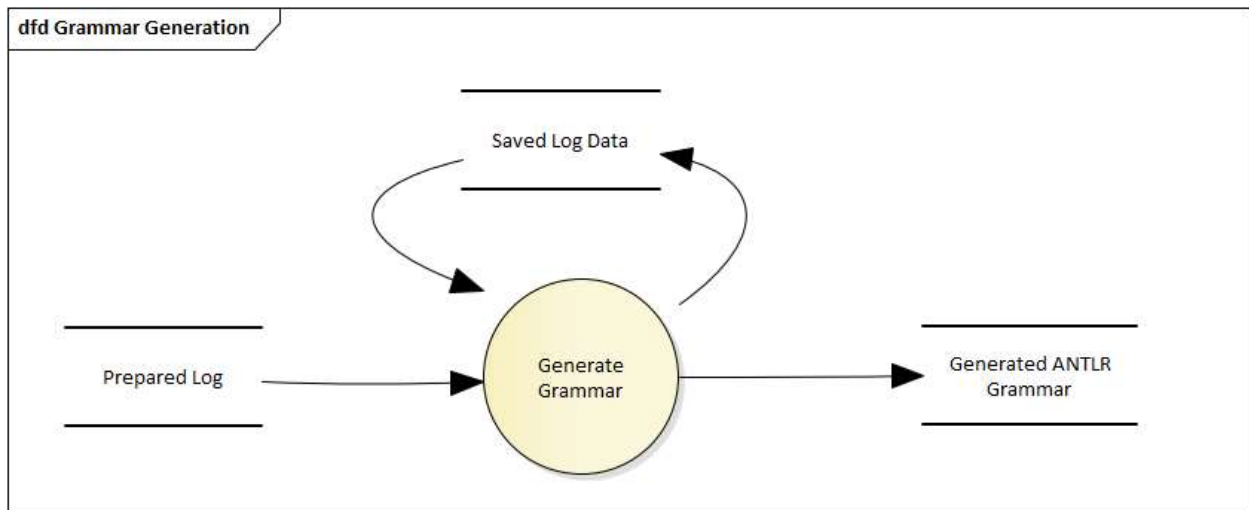 dfd Grammar Generation
Saved Log Data
Prepared Log
Generate
Grammar
Generated ANTLR
Grammar